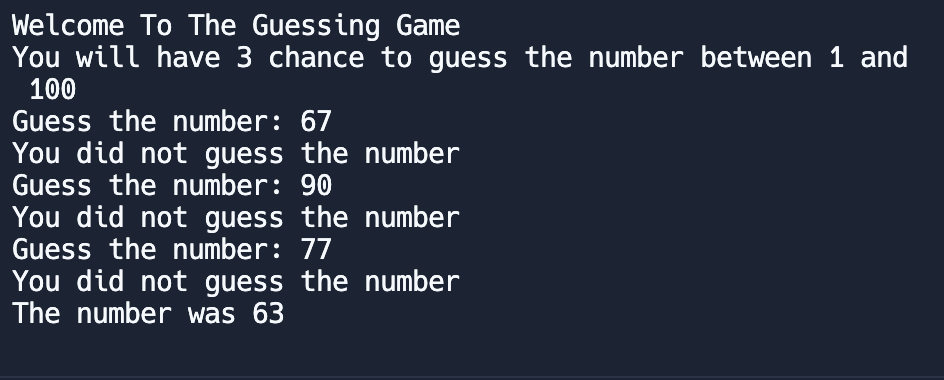 Welcome To The Guessing Game
You will have 3 chance to guess the number between 1 and
100
Guess the number: 67
You did not guess the number
Guess the number: 90
You did not guess the number
Guess the number: 77
You did not guess the number
The number was 63